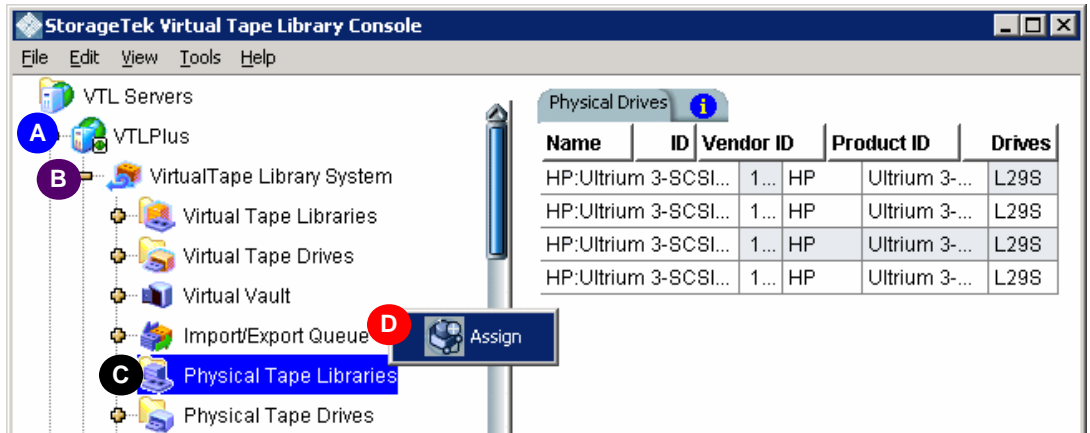 StorageTek Virtual Tape Library Console
File Edit View Tools Help
VTL Servers
A VTLPlus
B VirtualTape Library System
Virtual Tape Libraries
Virtual Tape Drives
Virtual Vault
Import/Export Queue
D Assign
C Physical Tape Libraries
Physical Tape Drives
Physical Drives i
Name ID Vendor ID Product ID Drives
HP:Ultrium 3-SCSI... 1... HP Ultrium 3-... L29S
HP:Ultrium 3-SCSI... 1... HP Ultrium 3-... L29S
HP:Ultrium 3-SCSI... 1... HP Ultrium 3-... L29S
HP:Ultrium 3-SCSI... 1... HP Ultrium 3-... L29S